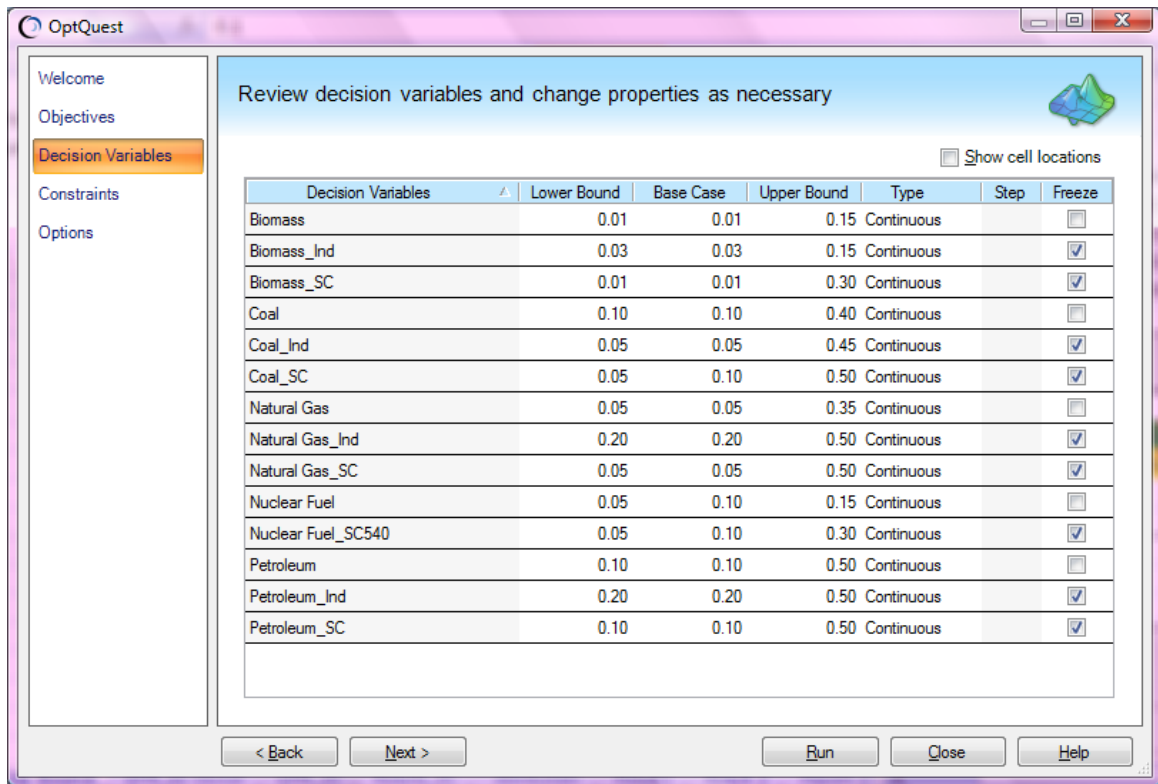 OptQuest
Welcome
Objectives
Decision Variables
Constraints
Options
Review decision variables and change properties as necessary
Show cell locations
Decision Variables Lower Bound Base Case Upper Bound Type Step Freeze
Biomass 0.01 0.01 0.15 Continuous
Biomass_Ind 0.03 0.03 0.15 Continuous
Biomass_SC 0.01 0.01 0.30 Continuous
Coal 0.10 0.10 0.40 Continuous
Coal_Ind 0.05 0.05 0.45 Continuous
Coal_SC 0.05 0.10 0.50 Continuous
Natural Gas 0.05 0.05 0.35 Continuous
Natural Gas_Ind 0.20 0.20 0.50 Continuous
Natural Gas_SC 0.05 0.05 0.50 Continuous
Nuclear Fuel 0.05 0.10 0.15 Continuous
Nuclear Fuel_SC540 0.05 0.10 0.30 Continuous
Petroleum 0.10 0.10 0.50 Continuous
Petroleum_Ind 0.20 0.20 0.50 Continuous
Petroleum_SC 0.10 0.10 0.50 Continuous
< Back Next > Run Close Help